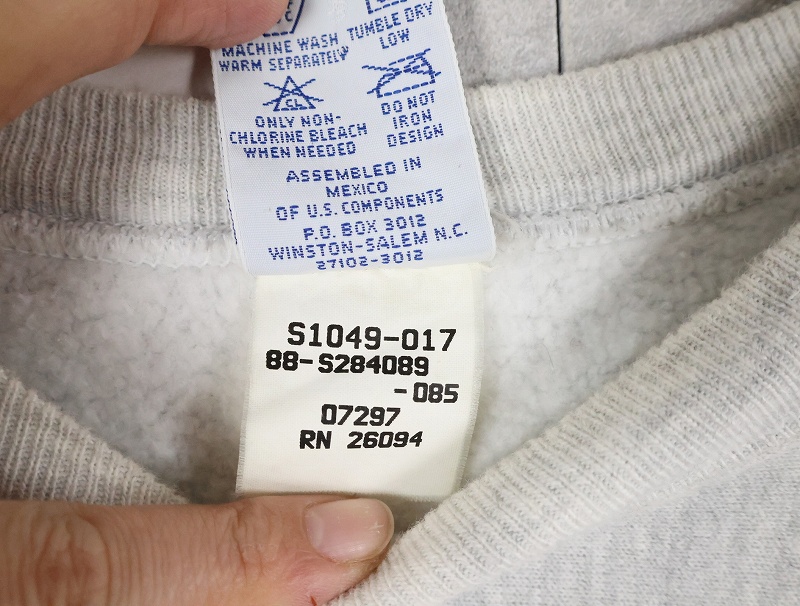 MACHINE WASH
WARM SEPARATELY
TUMBLE DRY
LOW
CL
ONLY NON-
CHLORINE BLEACH
WHEN NEEDED
DO NOT
IRON
DESIGN
ASSEMBLED IN
MEXICO
OF U.S. COMPONENTS
P.O. BOX 3012
WINSTON-SALEM N.C.
27102-3012
S1049-017
88-S284089
-085
07297
RN 26094